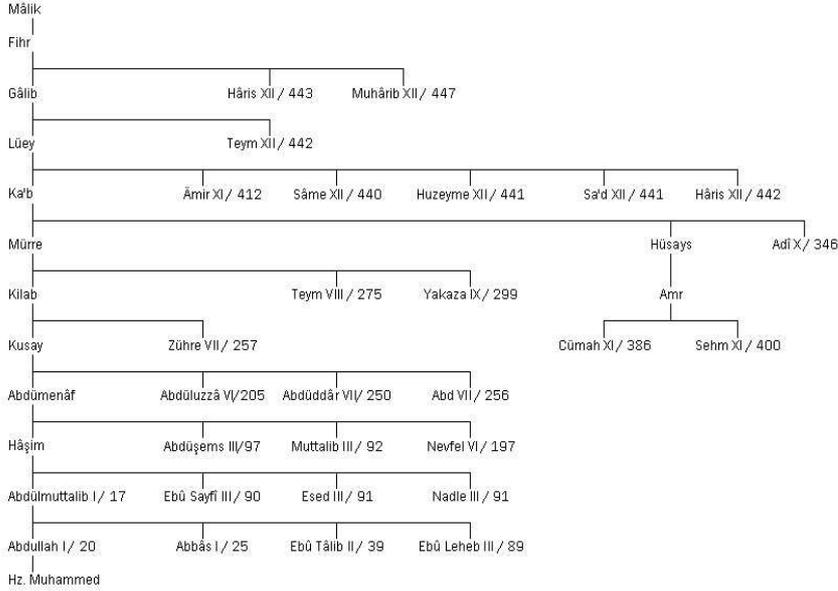 Mâlik
Fihr
Gâlib Hâris XII / 443 Muhârib XII / 447
Lüey Teym XII / 442
Ka'b Âmir XI / 412 Sâme XII / 440 Huzeyme XII / 441 Sa'd XII / 441 Hâris XII / 442
Mürre Hüsays Adî X / 346
Kilab Teym VIII / 275 Yakaza IX / 299 Amr
Kusay Zühre VII / 257 Cümah XI / 386 Sehm XI / 400
Abdümenâf Abdüluzzâ VI/205 Abdüddâr VII/ 250 Abd VII / 256
Hâşim Abdüşems III/97 Muttalib III / 92 Nevfel VI / 197
Abdülmuttalib I / 17 Ebû Sayfî III / 90 Esed III / 91 Nadle III / 91
Abdullah I / 20 Abbâs I / 25 Ebû Tâlib II / 39 Ebû Leheb III / 89
Hz. Muhammed